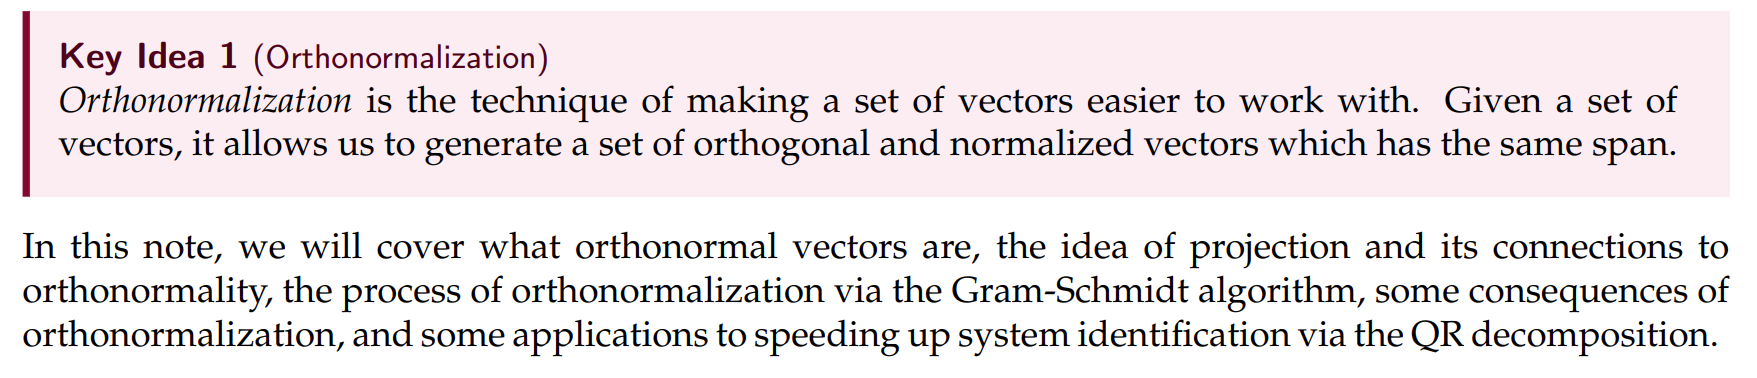 Key Idea 1 (Orthonormalization)
Orthonormalization is the technique of making a set of vectors easier to work with. Given a set of
vectors, it allows us to generate a set of orthogonal and normalized vectors which has the same span.
In this note, we will cover what orthonormal vectors are, the idea of projection and its connections to
orthonormality, the process of orthonormalization via the Gram-Schmidt algorithm, some consequences of
orthonormalization, and some applications to speeding up system identification via the QR decomposition.